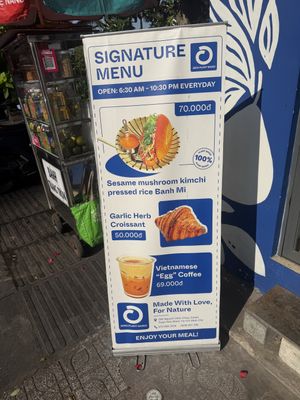 SIGNATURE
MENU
OPEN: 6:30 AM - 10:30 PM EVERYDAY
70.000đ
100%
Sesame mushroom kimchi
pressed rice Banh Mi
Garlic Herb
Croissant
50.000đ
Vietnamese
"Egg" Coffee
69.000đ
Made With Love,
For Nature
ENJOY YOUR MEAL!